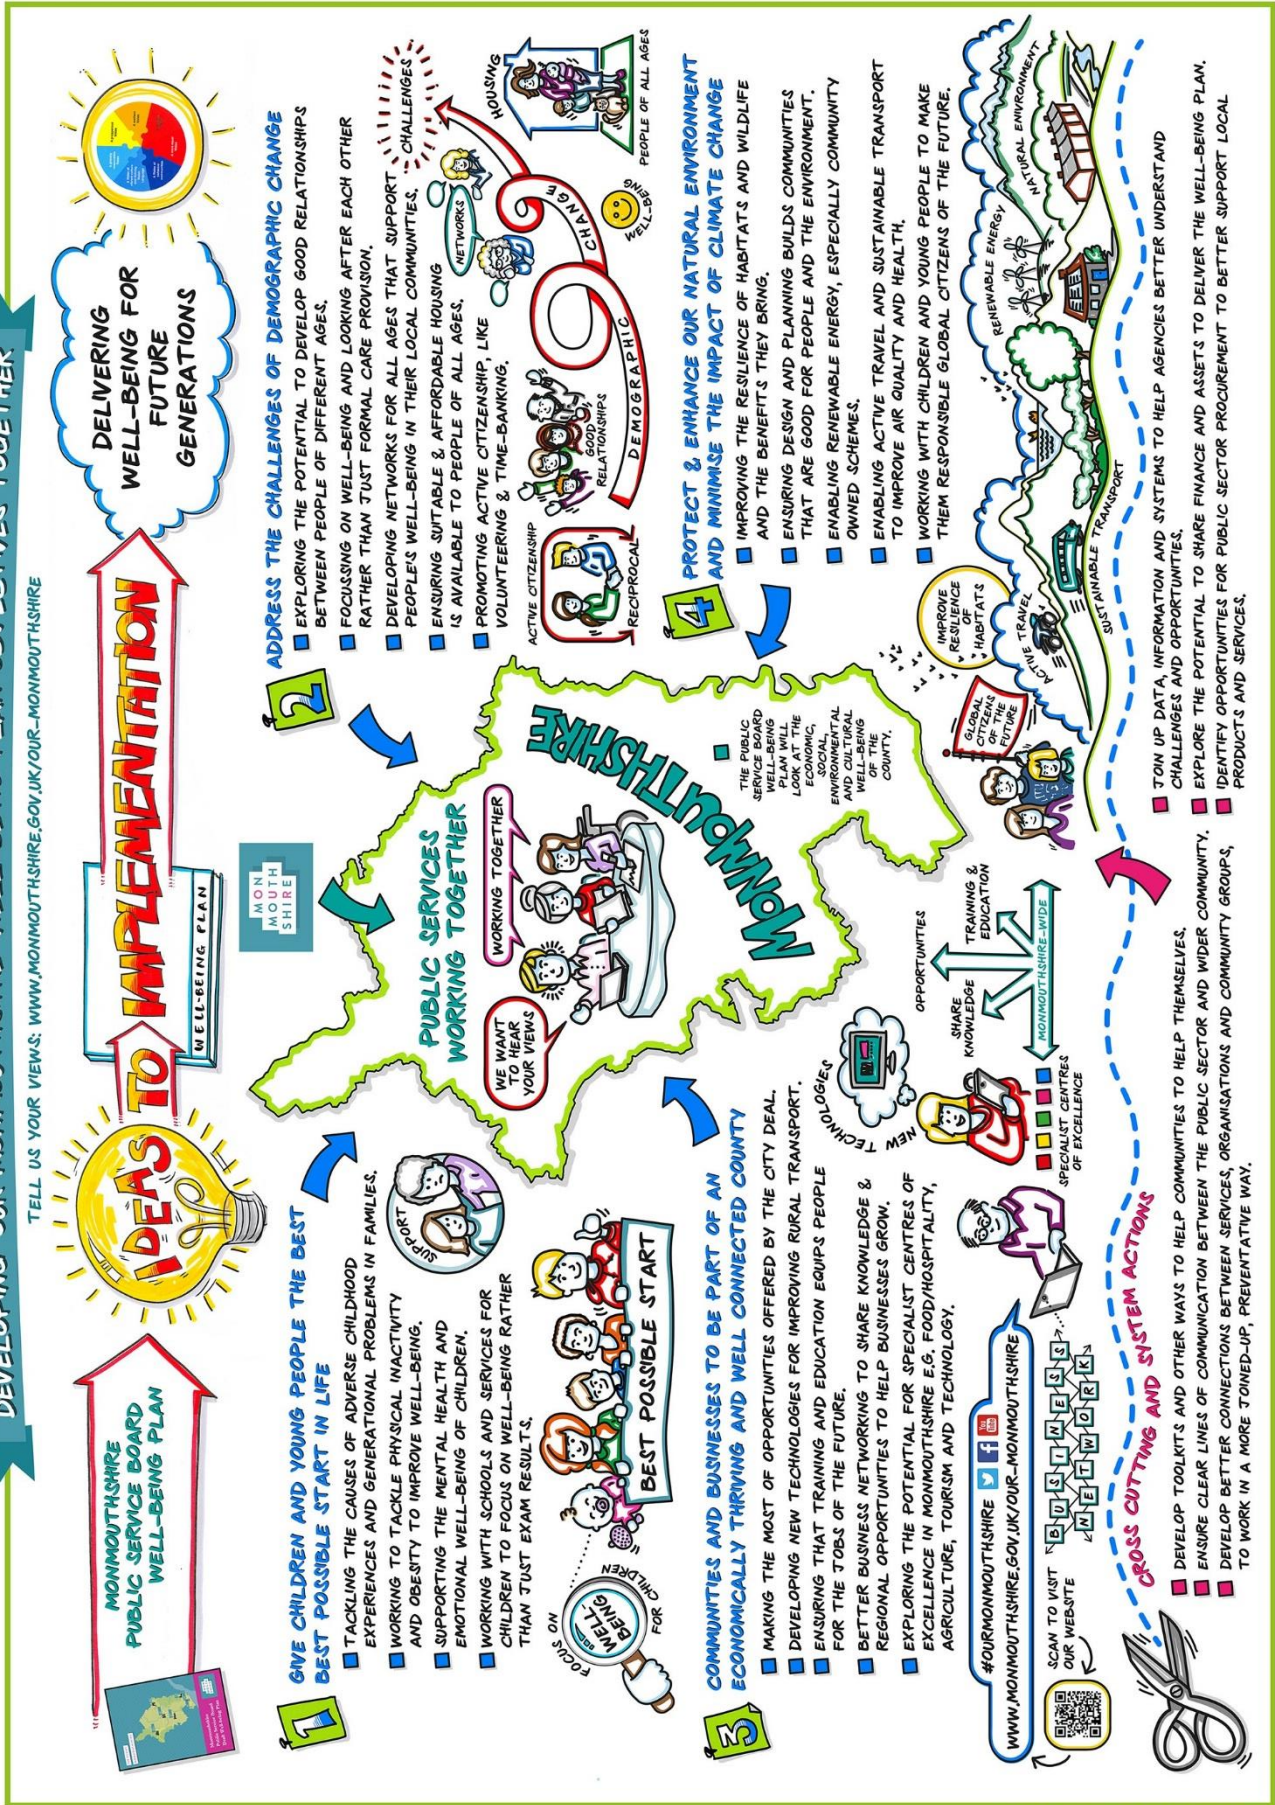 TELL US YOUR VIEWS: WWW.MONMOUTHSHIRE.GOV.UK/OUR-MONMOUTHSHIRE
MONMOUTHSHIRE
PUBLIC SERVICE BOARD
WELL-BEING PLAN
IDEAS
TO
IMPLEMENTATION
WELL-BEING PLAN
DELIVERING
WELL-BEING FOR
FUTURE
GENERATIONS
MON
MOUTH
SHIRE
1
GIVE CHILDREN AND YOUNG PEOPLE THE BEST
BEST POSSIBLE START IN LIFE
TACKLING THE CAUSES OF ADVERSE CHILDHOOD
EXPERIENCES AND GENERATIONAL PROBLEMS IN FAMILIES.
WORKING TO TACKLE PHYSICAL INACTIVITY
AND OBESITY TO IMPROVE WELL-BEING.
SUPPORTING THE MENTAL HEALTH AND
EMOTIONAL WELL-BEING OF CHILDREN.
WORKING WITH SCHOOLS AND SERVICES FOR
CHILDREN TO FOCUS ON WELL-BEING RATHER
THAN JUST EXAM RESULTS.
SUPPORT
FOCUS ON
WELL-
BEING
FOR CHILDREN
BEST POSSIBLE START
PUBLIC SERVICES
WORKING TOGETHER
WE WANT
TO HEAR
YOUR VIEWS
WORKING TOGETHER
MONMOUTHSHIRE
THE PUBLIC
SERVICE BOARD
WELL-BEING
PLAN WILL
LOOK AT THE
ECONOMIC,
SOCIAL,
ENVIRONMENTAL
AND CULTURAL
WELL-BEING
OF THE
COUNTY.
2
ADDRESS THE CHALLENGES OF DEMOGRAPHIC CHANGE
EXPLORING THE POTENTIAL TO DEVELOP GOOD RELATIONSHIPS
BETWEEN PEOPLE OF DIFFERENT AGES.
FOCUSSING ON WELL-BEING AND LOOKING AFTER EACH OTHER
RATHER THAN JUST FORMAL CARE PROVISION.
DEVELOPING NETWORKS FOR ALL AGES THAT SUPPORT
PEOPLE'S WELL-BEING IN THEIR LOCAL COMMUNITIES.
ENSURING SUITABLE & AFFORDABLE HOUSING
IS AVAILABLE TO PEOPLE OF ALL AGES.
PROMOTING ACTIVE CITIZENSHIP, LIKE
VOLUNTEERING & TIME-BANKING.
ACTIVE CITIZENSHIP
RECIPROCAL
GOOD
RELATIONSHIPS
DEMOGRAPHIC
CHANGE
NETWORKS
CHALLENGES
WELL-BEING
HOUSING
PEOPLE OF ALL AGES
3
COMMUNITIES AND BUSINESSES TO BE PART OF AN
ECONOMICALLY THRIVING AND WELL CONNECTED COUNTY
MAKING THE MOST OF OPPORTUNITIES OFFERED BY THE CITY DEAL.
DEVELOPING NEW TECHNOLOGIES FOR IMPROVING RURAL TRANSPORT.
ENSURING THAT TRAINING AND EDUCATION EQUIPS PEOPLE
FOR THE JOBS OF THE FUTURE.
BETTER BUSINESS NETWORKING TO SHARE KNOWLEDGE &
REGIONAL OPPORTUNITIES TO HELP BUSINESSES GROW.
EXPLORING THE POTENTIAL FOR SPECIALIST CENTRES OF
EXCELLENCE IN MONMOUTHSHIRE E.G. FOOD/HOSPITALITY,
AGRICULTURE, TOURISM AND TECHNOLOGY.
NEW TECHNOLOGIES
OPPORTUNITIES
SHARE
KNOWLEDGE
TRAINING &
EDUCATION
MONMOUTHSHIRE-WIDE
SPECIALIST CENTRES
OF EXCELLENCE
#OURMONMOUTHSHIRE
WWW.MONMOUTHSHIRE.GOV.UK/OUR-MONMOUTHSHIRE
SCAN TO VISIT
OUR WEBSITE
BUSINESS
NETWORK
4
PROTECT & ENHANCE OUR NATURAL ENVIRONMENT
AND MINIMISE THE IMPACT OF CLIMATE CHANGE
IMPROVING THE RESILIENCE OF HABITATS AND WILDLIFE
AND THE BENEFITS THEY BRING.
ENSURING DESIGN AND PLANNING BUILDS COMMUNITIES
THAT ARE GOOD FOR PEOPLE AND THE ENVIRONMENT.
ENABLING RENEWABLE ENERGY, ESPECIALLY COMMUNITY
OWNED SCHEMES.
ENABLING ACTIVE TRAVEL AND SUSTAINABLE TRANSPORT
TO IMPROVE AIR QUALITY AND HEALTH.
WORKING WITH CHILDREN AND YOUNG PEOPLE TO MAKE
THEM RESPONSIBLE GLOBAL CITIZENS OF THE FUTURE.
GLOBAL
CITIZENS
OF THE
FUTURE
IMPROVE
RESILIENCE
OF
HABITATS
ACTIVE TRAVEL
SUSTAINABLE TRANSPORT
RENEWABLE ENERGY
NATURAL ENIVRONMENT
CROSS CUTTING AND SYSTEM ACTIONS
DEVELOP TOOLKITS AND OTHER WAYS TO HELP COMMUNITIES TO HELP THEMSELVES.
ENSURE CLEAR LINES OF COMMUNICATION BETWEEN THE PUBLIC SECTOR AND WIDER COMMUNITY.
DEVELOP BETTER CONNECTIONS BETWEEN SERVICES, ORGANISATIONS AND COMMUNITY GROUPS,
TO WORK IN A MORE JOINED-UP, PREVENTATIVE WAY.
JOIN UP DATA, INFORMATION AND SYSTEMS TO HELP AGENCIES BETTER UNDERSTAND
CHALLENGES AND OPPORTUNITIES.
EXPLORE THE POTENTIAL TO SHARE FINANCE AND ASSETS TO DELIVER THE WELL-BEING PLAN.
IDENTIFY OPPORTUNITIES FOR PUBLIC SECTOR PROCUREMENT TO BETTER SUPPORT LOCAL
PRODUCTS AND SERVICES.